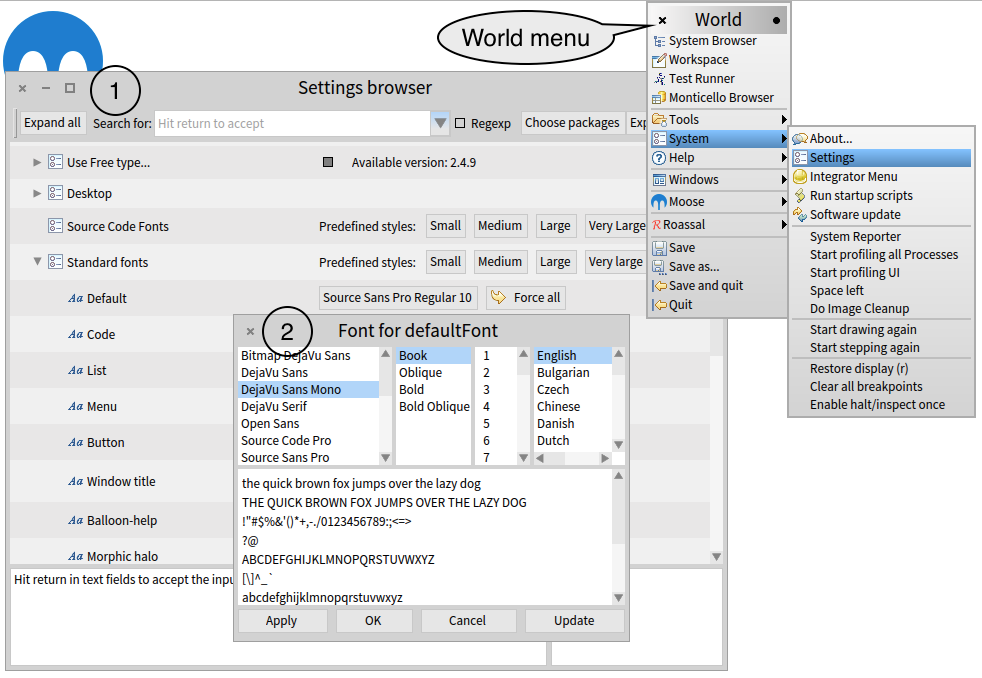 World menu
World
System Browser
Workspace
Test Runner
Monticello Browser
Tools
System
Help
Windows
Moose
Roassal
Save
Save as...
Save and quit
Quit
About...
Settings
Integrator Menu
Run startup scripts
Software update
System Reporter
Start profiling all Processes
Start profiling UI
Space left
Do Image Cleanup
Start drawing again
Start stepping again
Restore display (r)
Clear all breakpoints
Enable halt/inspect once
1
Settings browser
Expand all Search for: Hit return to accept Regexp Choose packages Exp
Use Free type... Available version: 2.4.9
Desktop
Source Code Fonts Predefined styles: Small Medium Large Very Large
Standard fonts Predefined styles: Small Medium Large Very large
Aa Default Source Sans Pro Regular 10 Force all
Aa Code
Aa List
Aa Menu
Aa Button
Aa Window title
Aa Balloon-help
Aa Morphic halo
Hit return in text fields to accept the inpu
2
Font for defaultFont
Bitmap DejaVu Sans Book 1 English
DejaVu Sans Oblique 2 Bulgarian
DejaVu Sans Mono Bold 3 Czech
DejaVu Serif Bold Oblique 4 Chinese
Open Sans 5 Danish
Source Code Pro 6 Dutch
Source Sans Pro 7
the quick brown fox jumps over the lazy dog
THE QUICK BROWN FOX JUMPS OVER THE LAZY DOG
!"#$%&'()*+,-./0123456789:;<=>
?@
ABCDEFGHIJKLMNOPQRSTUVWXYZ
[\]^_`
abcdefghijklmnopqrstuvwxyz
Apply OK Cancel Update